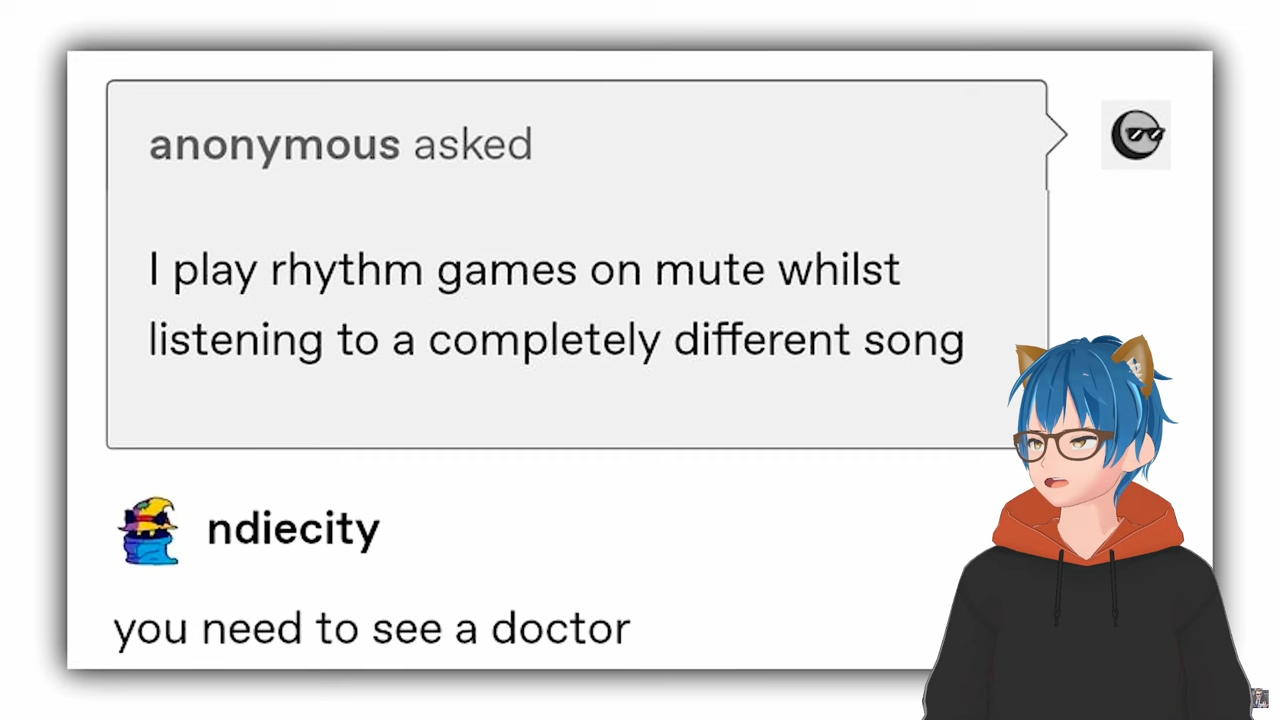 anonymous asked
I play rhythm games on mute whilst
listening to a completely different song
ndiecity
you need to see a doctor